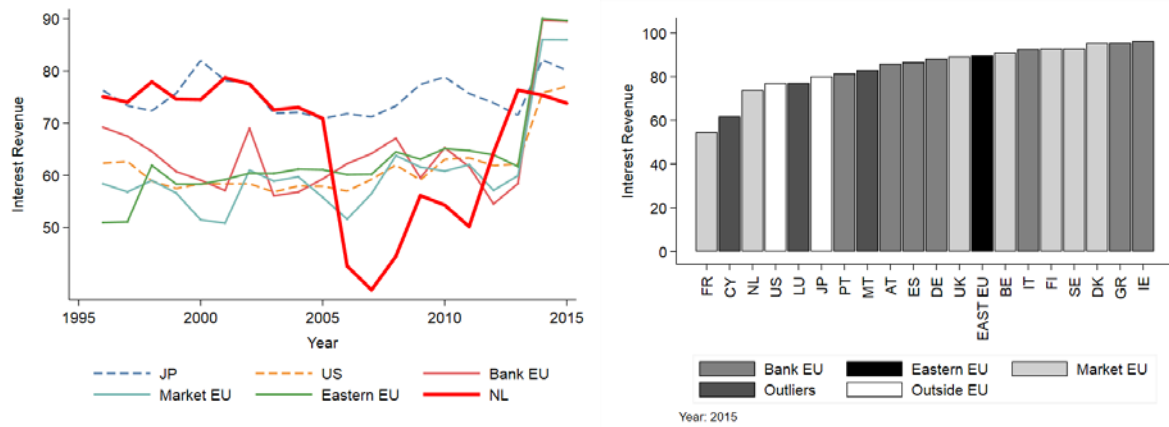 90
80
70
60
50
Interest Revenue
1995 2000 2005 2010 2015
Year
JP US Bank EU
Market EU Eastern EU NL
100
80
60
40
20
0
Interest Revenue
FR CY NL US LU JP PT MT AT ES DE UK EAST EU BE IT FI SE DK GR IE
Bank EU Eastern EU Market EU
Outliers Outside EU
Year: 2015